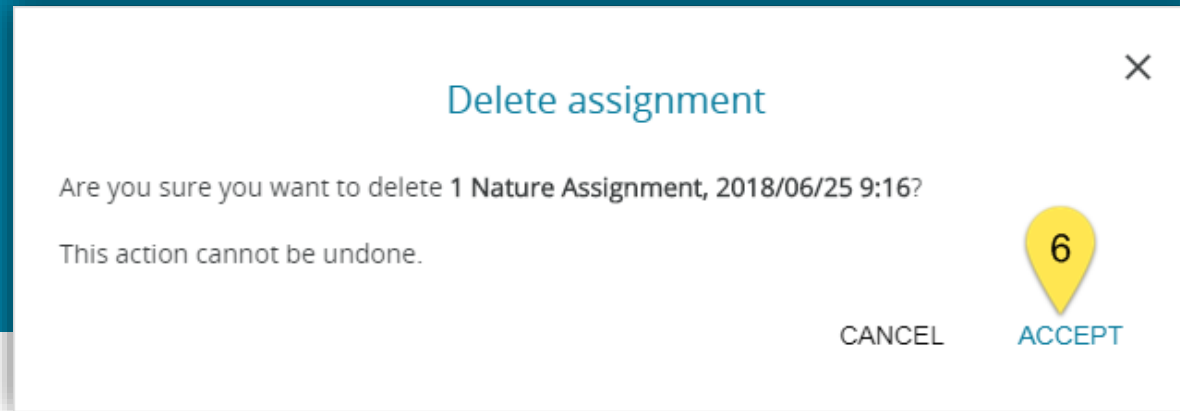 Delete assignment
Are you sure you want to delete 1 Nature Assignment, 2018/06/25 9:16?
This action cannot be undone.
6
CANCEL ACCEPT